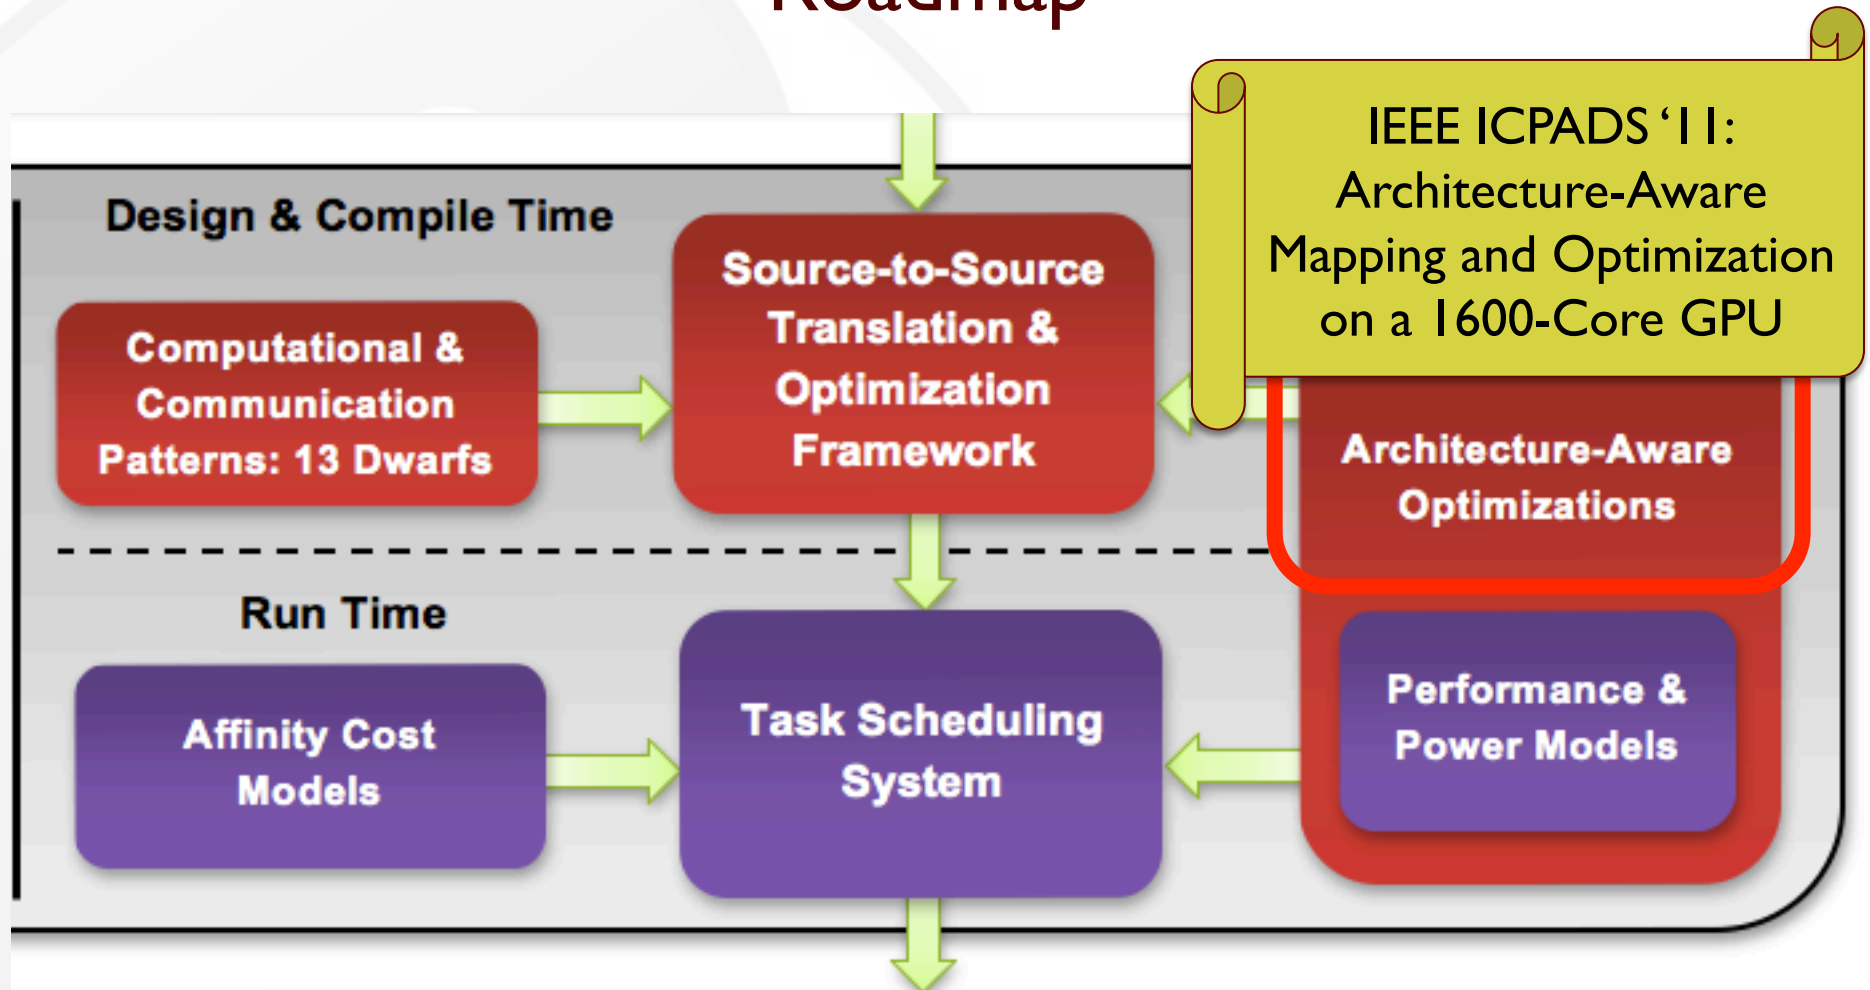 Roadmap
IEEE ICPADS ‘11:
Architecture-Aware
Mapping and Optimization
on a 1600-Core GPU
Design & Compile Time
Computational &
Communication
Patterns: 13 Dwarfs
Source-to-Source
Translation &
Optimization
Framework
Architecture-Aware
Optimizations
Run Time
Affinity Cost
Models
Task Scheduling
System
Performance &
Power Models